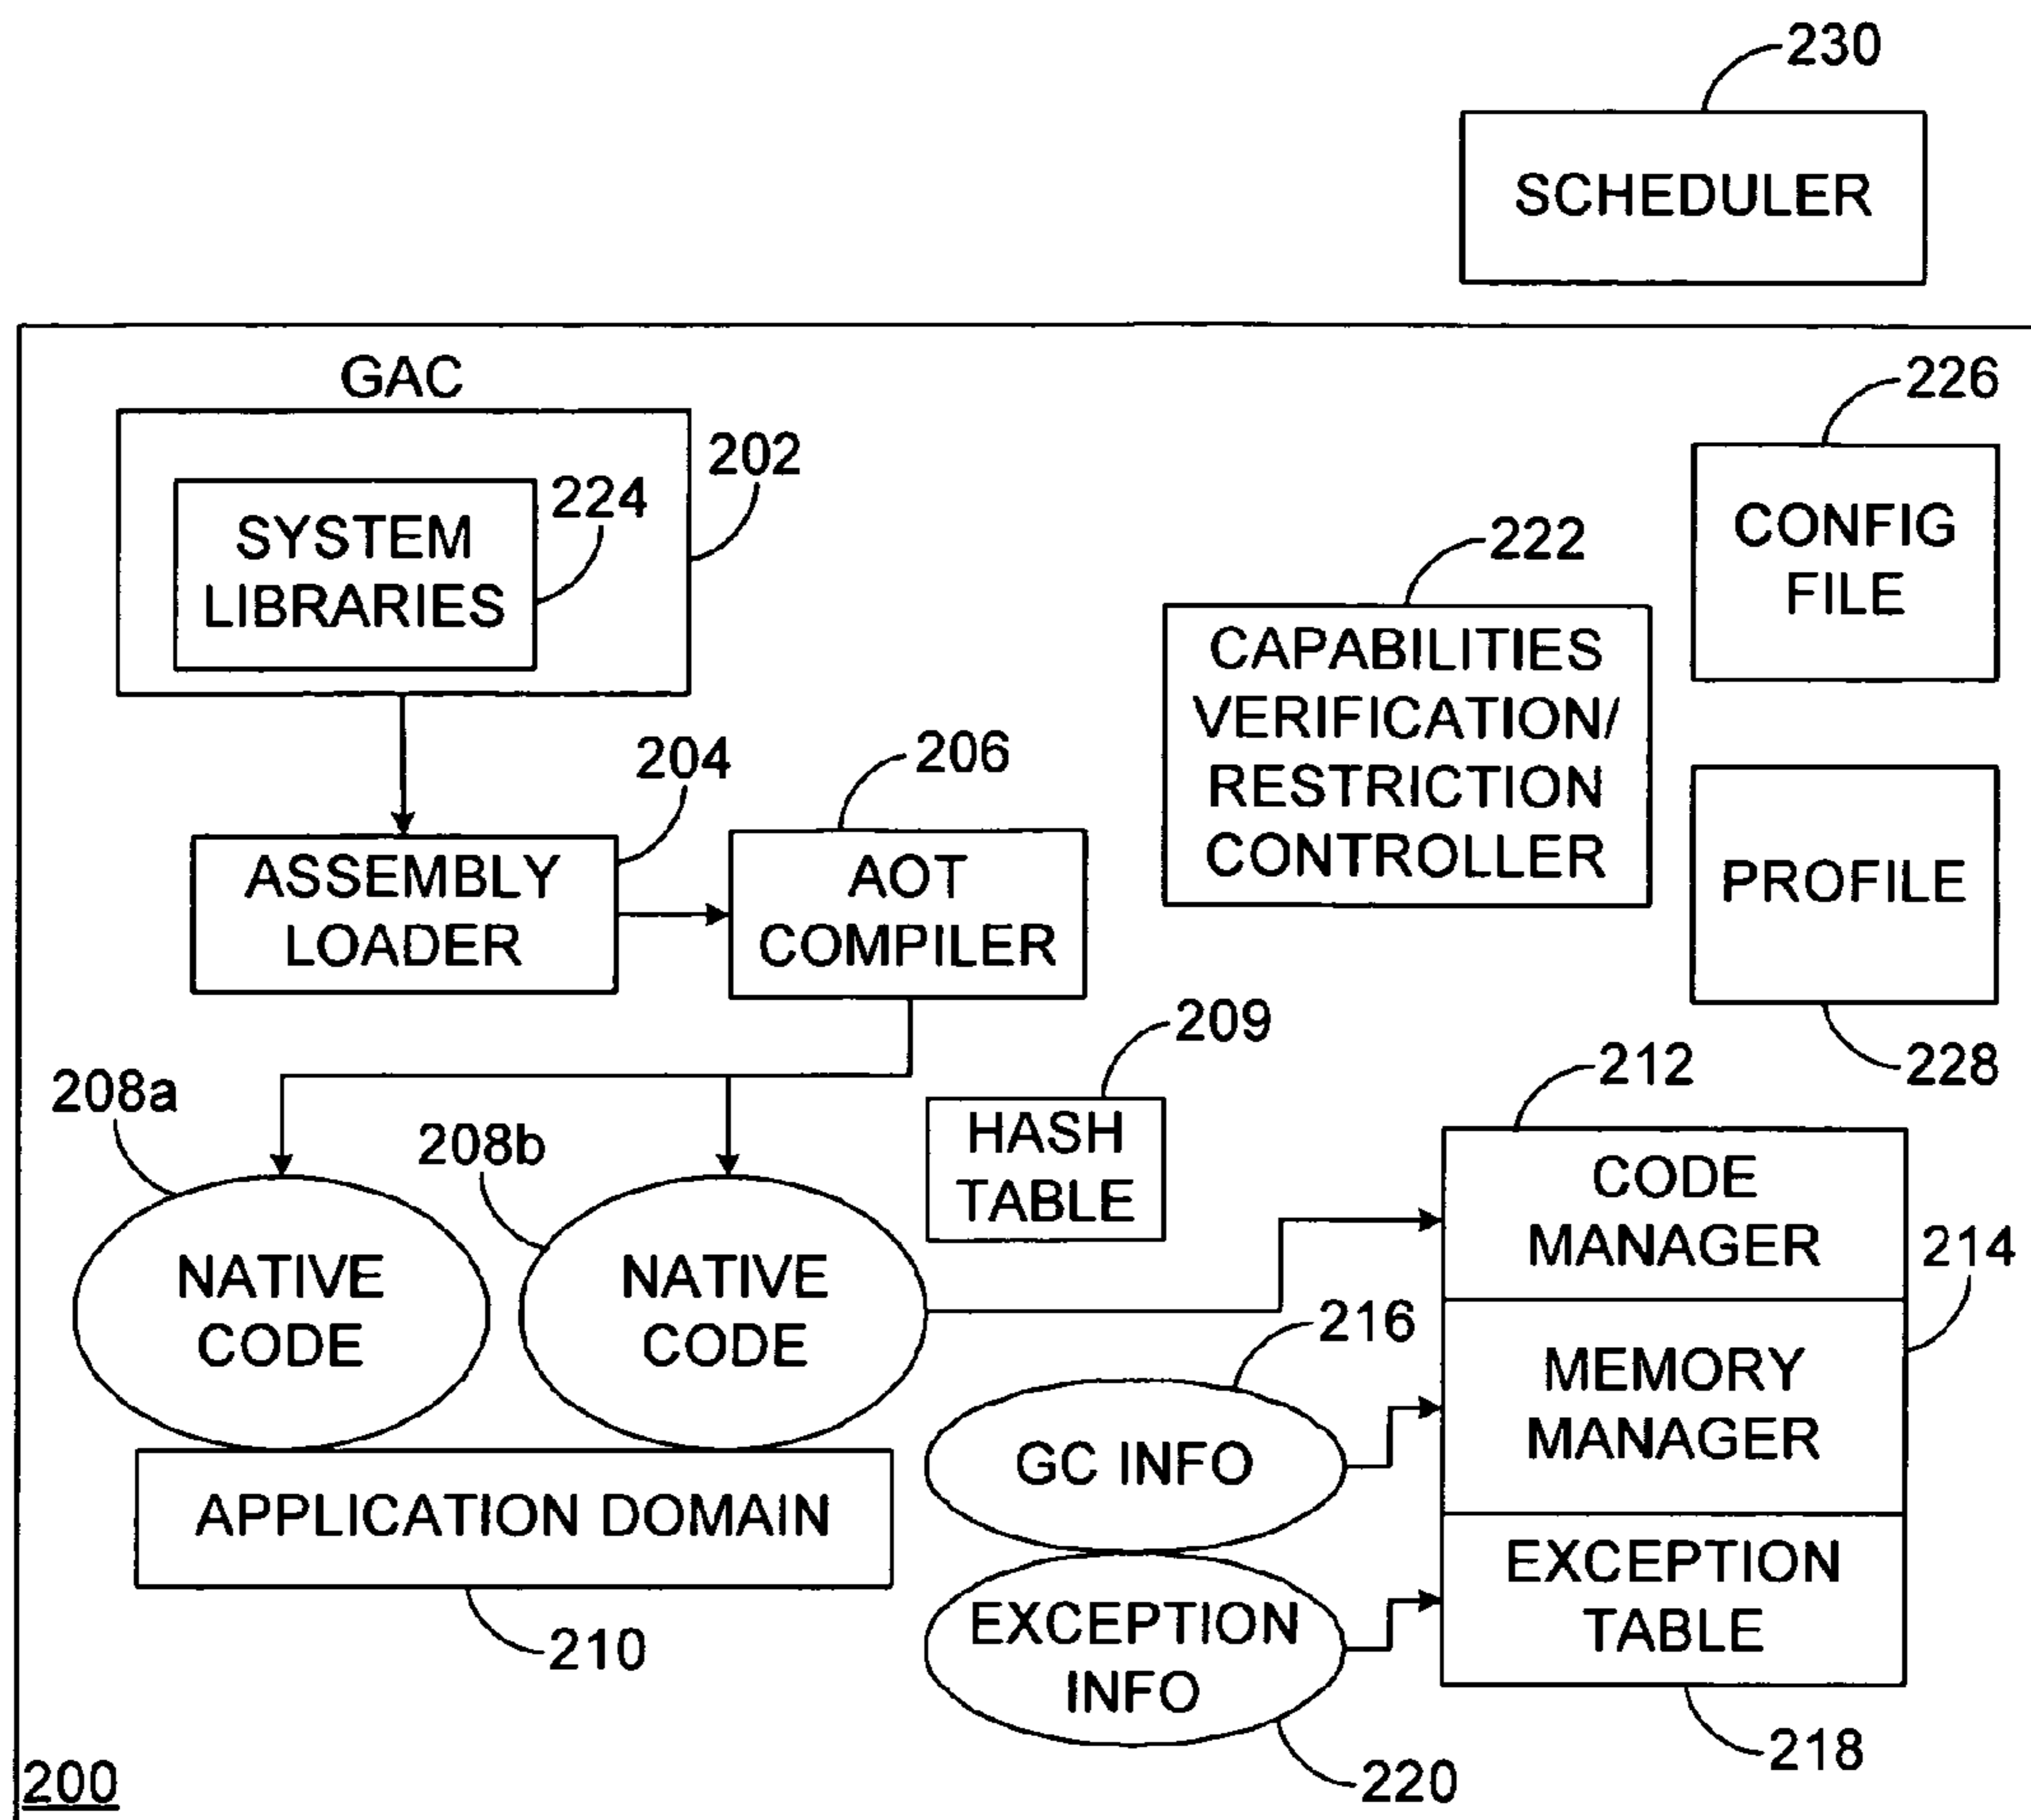 230
SCHEDULER
GAC
226
202
224
SYSTEM
LIBRARIES
CONFIG
FILE
222
CAPABILITIES
VERIFICATION/
RESTRICTION
CONTROLLER
204
206
ASSEMBLY
LOADER
AOT
COMPILER
PROFILE
228
209
HASH
TABLE
208a
208b
212
CODE
MANAGER
214
NATIVE
CODE
NATIVE
CODE
216
MEMORY
MANAGER
GC INFO
APPLICATION DOMAIN
210
EXCEPTION
TABLE
EXCEPTION
INFO
218
220
200